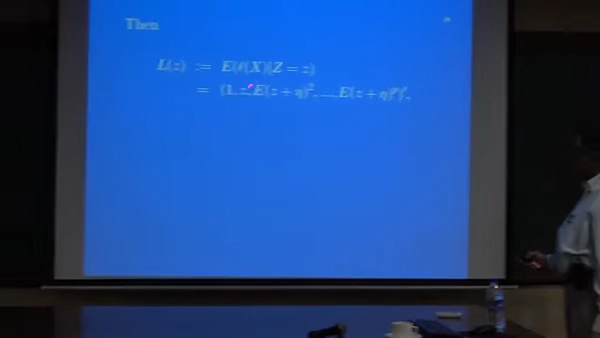 Then
L(z) := E(ℓ(X)|Z = z)
= (1, z, E(z + η)², ..., E(z + η)ᵖ)′,